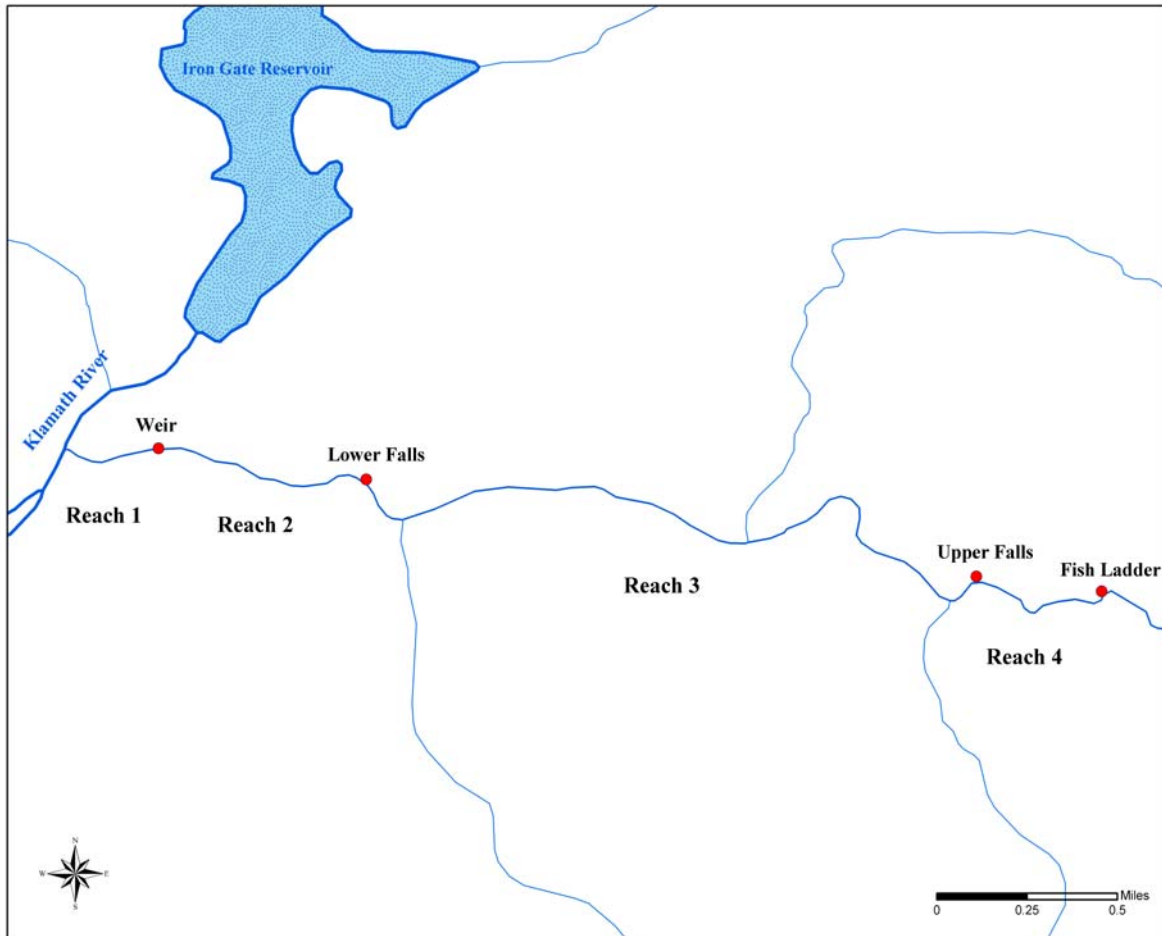 Iron Gate Reservoir
Klamath River
Weir
Lower Falls
Reach 1
Reach 2
Upper Falls
Fish Ladder
Reach 3
Reach 4
N
W E
S
Miles
0 0.25 0.5